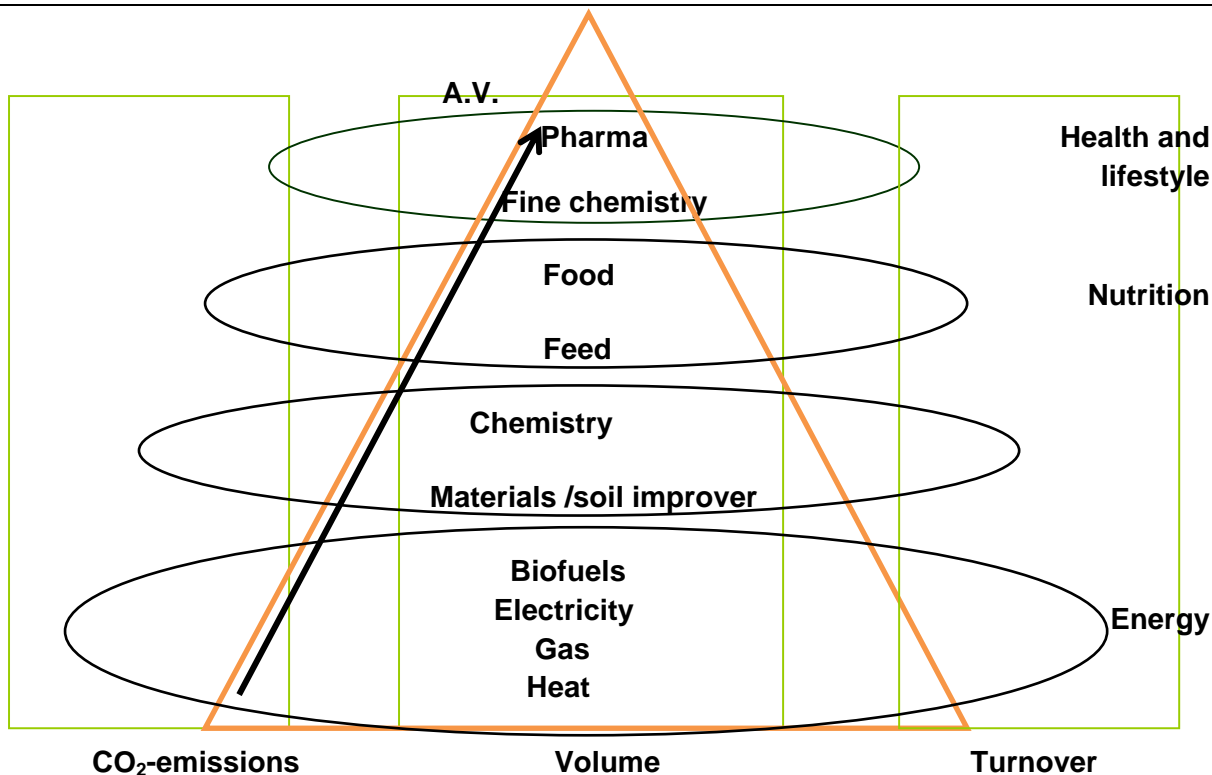 A.V.
Pharma
Health and
lifestyle
Fine chemistry
Food
Nutrition
Feed
Chemistry
Materials /soil improver
Biofuels
Electricity
Energy
Gas
Heat
CO₂-emissions
Volume
Turnover